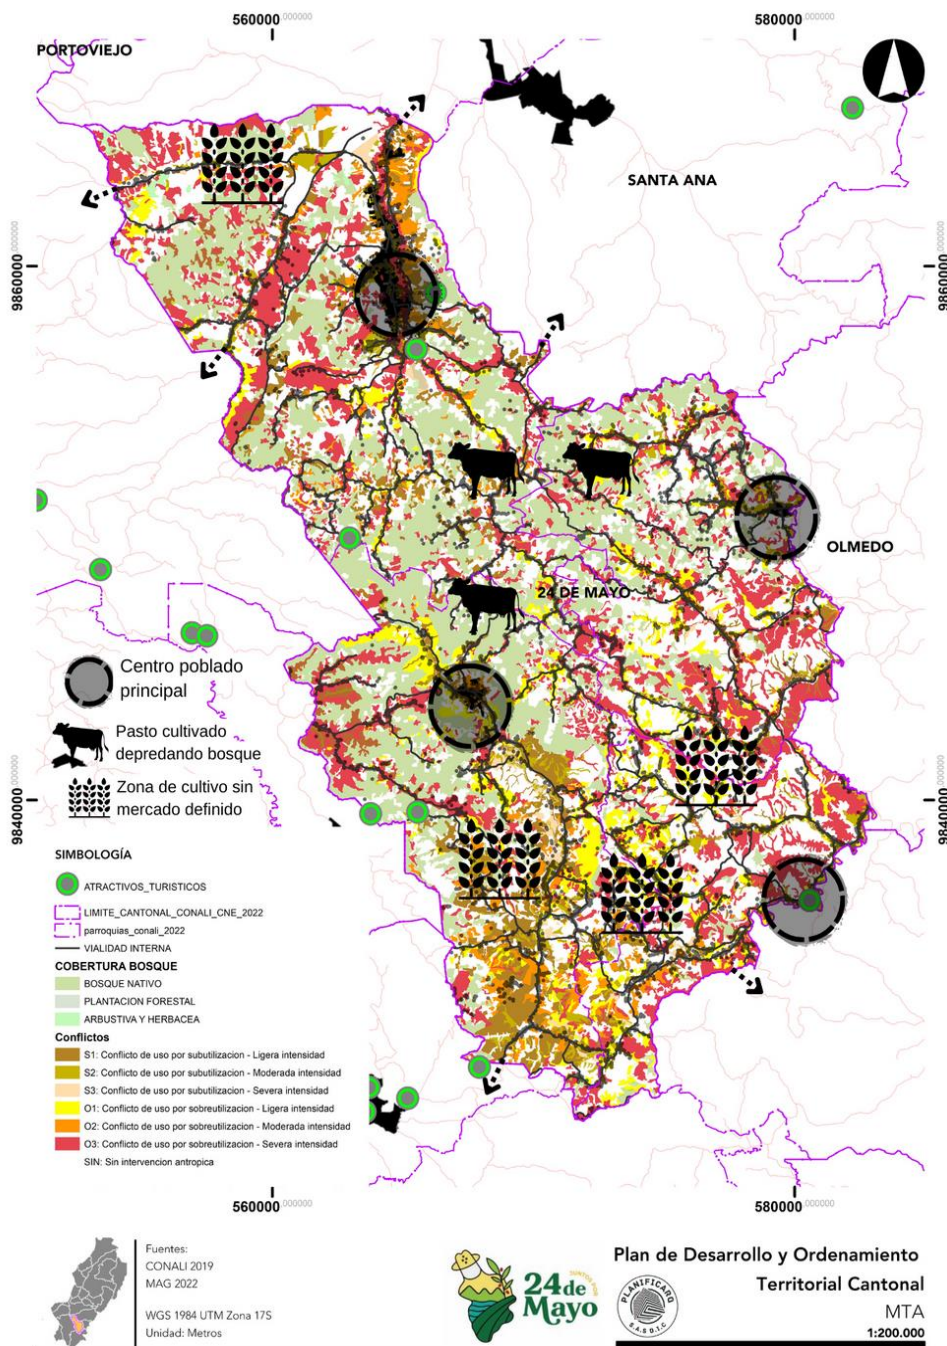 560000.000000
580000.000000
PORTOVIEJO
SANTA ANA
9860000.000000
9860000.000000
OLMEDO
24 DE MAYO
Centro poblado
principal
Pasto cultivado
depredando bosque
Zona de cultivo sin
mercado definido
9840000.000000
9840000.000000
SIMBOLOGÍA
ATRACTIVOS_TURISTICOS
LIMITE_CANTONAL_CONALI_CNE_2022
parroquias_conali_2022
VIALIDAD INTERNA
COBERTURA BOSQUE
BOSQUE NATIVO
PLANTACION FORESTAL
ARBUSTIVA Y HERBACEA
Conflictos
S1: Conflicto de uso por subutilizacion - Ligera intensidad
S2: Conflicto de uso por subutilizacion - Moderada intensidad
S3: Conflicto de uso por subutilizacion - Severa intensidad
O1: Conflicto de uso por sobreutilizacion - Ligera intensidad
O2: Conflicto de uso por sobreutilizacion - Moderada intensidad
O3: Conflicto de uso por sobreutilizacion - Severa intensidad
SIN: Sin intervencion antropica
560000.000000
580000.000000
Fuentes:
CONALI 2019
MAG 2022
WGS 1984 UTM Zona 17S
Unidad: Metros
JUNTOS POR
24 de
Mayo
PLANIFICARQ
S.A.S D.I.C
Plan de Desarrollo y Ordenamiento
Territorial Cantonal
MTA
1:200.000